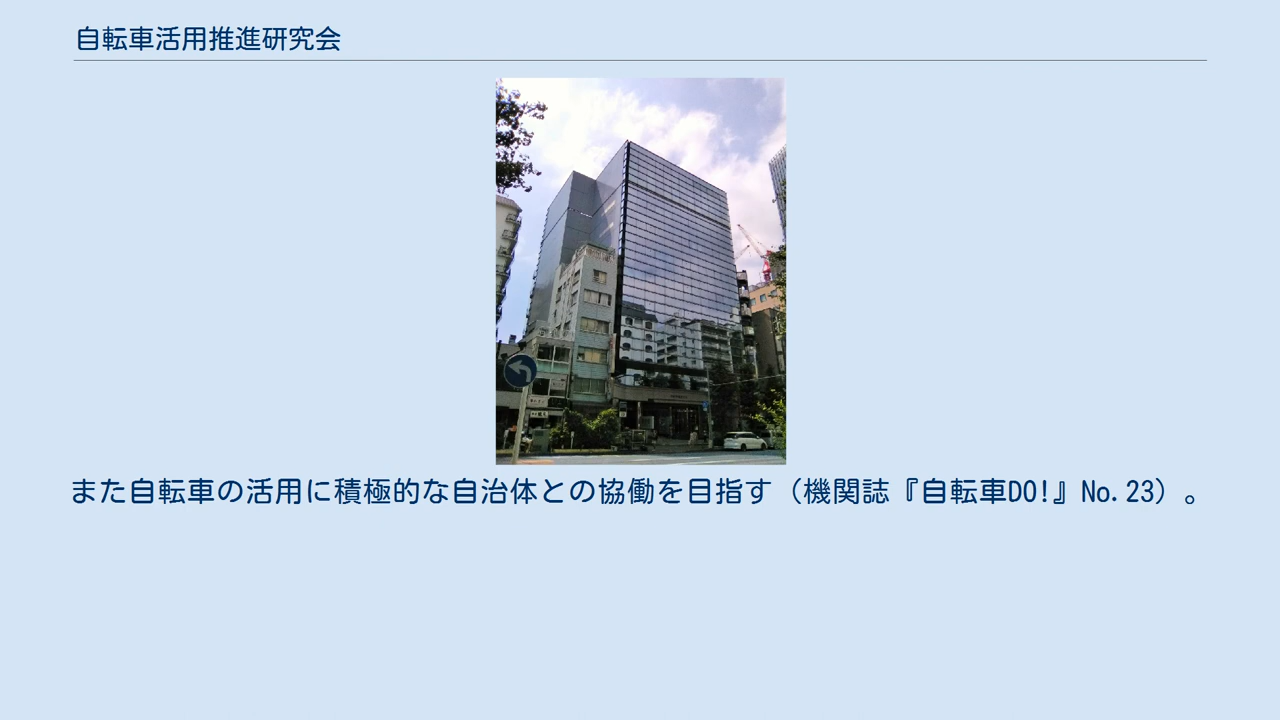 自転車活用推進研究会
また自転車の活用に積極的な自治体との協働を目指す（機関誌『自転車DO!』No.23）。